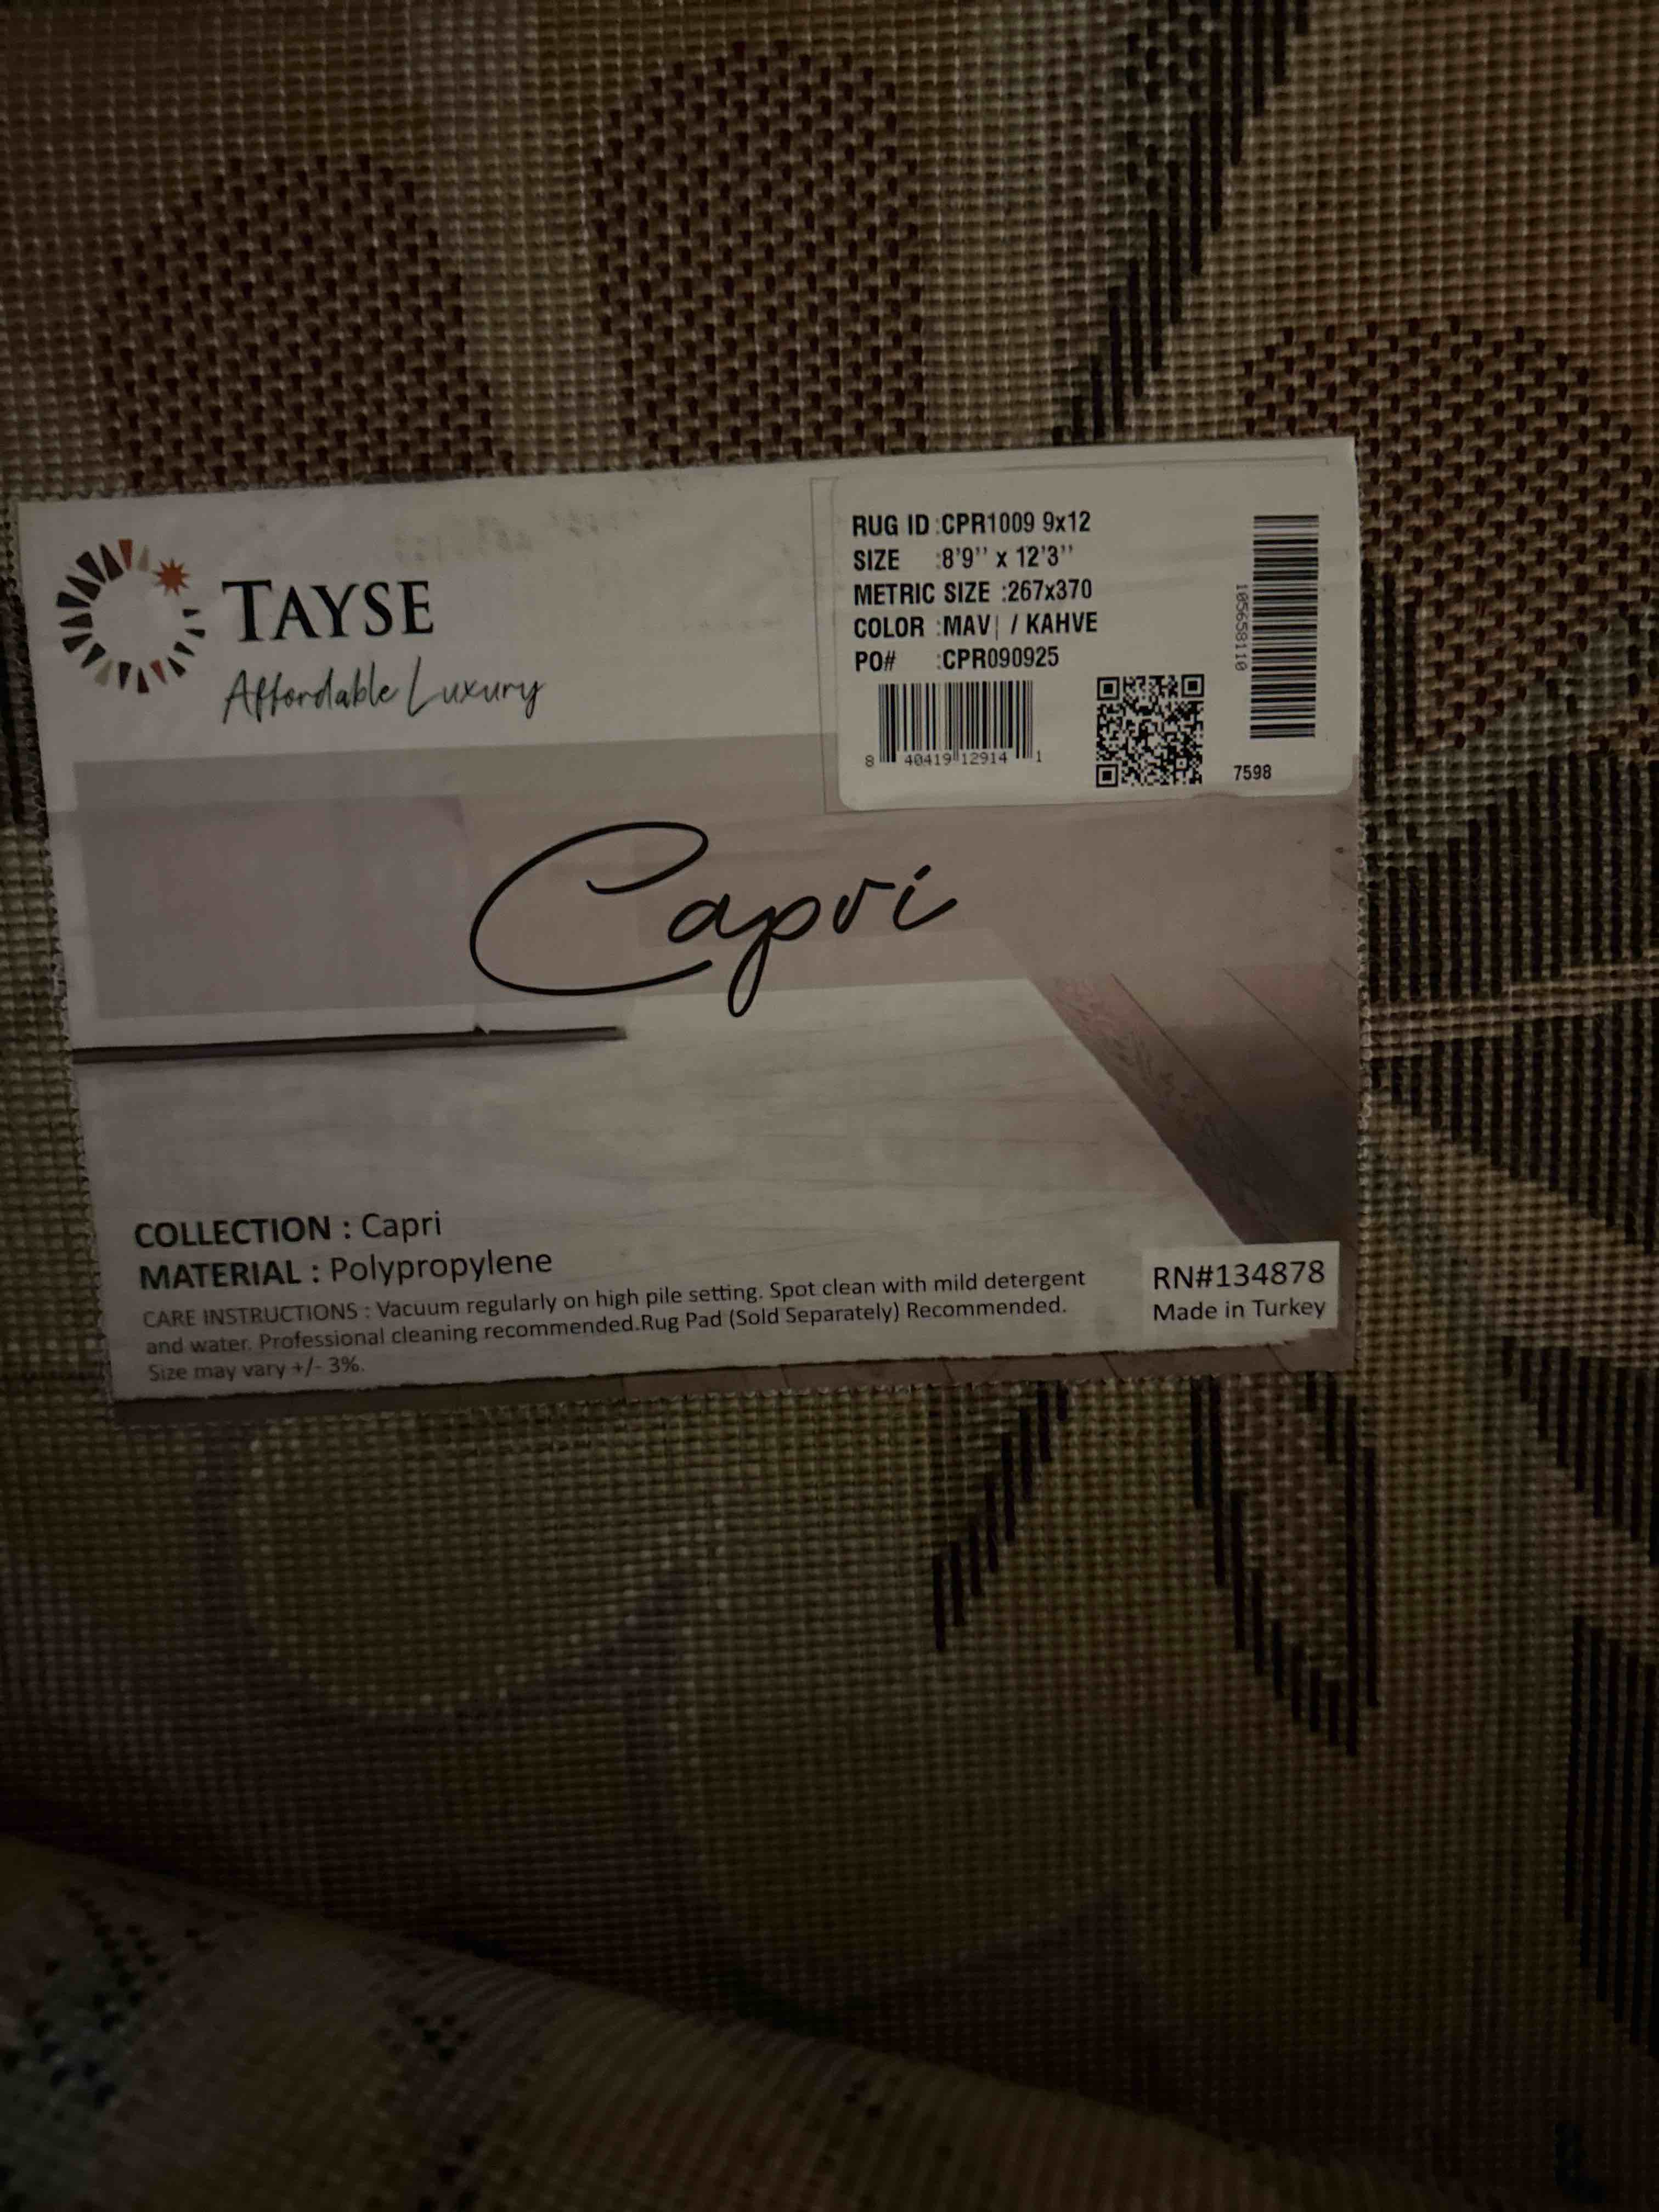 TAYSE
Affordable Luxury
RUG ID :CPR1009 9x12
SIZE :8'9'' x 12'3''
METRIC SIZE :267x370
COLOR :MAV| / KAHVE
PO# :CPR090925
8 40419 12914 1
105658110
7598
Capri
COLLECTION : Capri
MATERIAL : Polypropylene
CARE INSTRUCTIONS : Vacuum regularly on high pile setting. Spot clean with mild detergent
and water. Professional cleaning recommended.Rug Pad (Sold Separately) Recommended.
Size may vary +/- 3%.
RN#134878
Made in Turkey